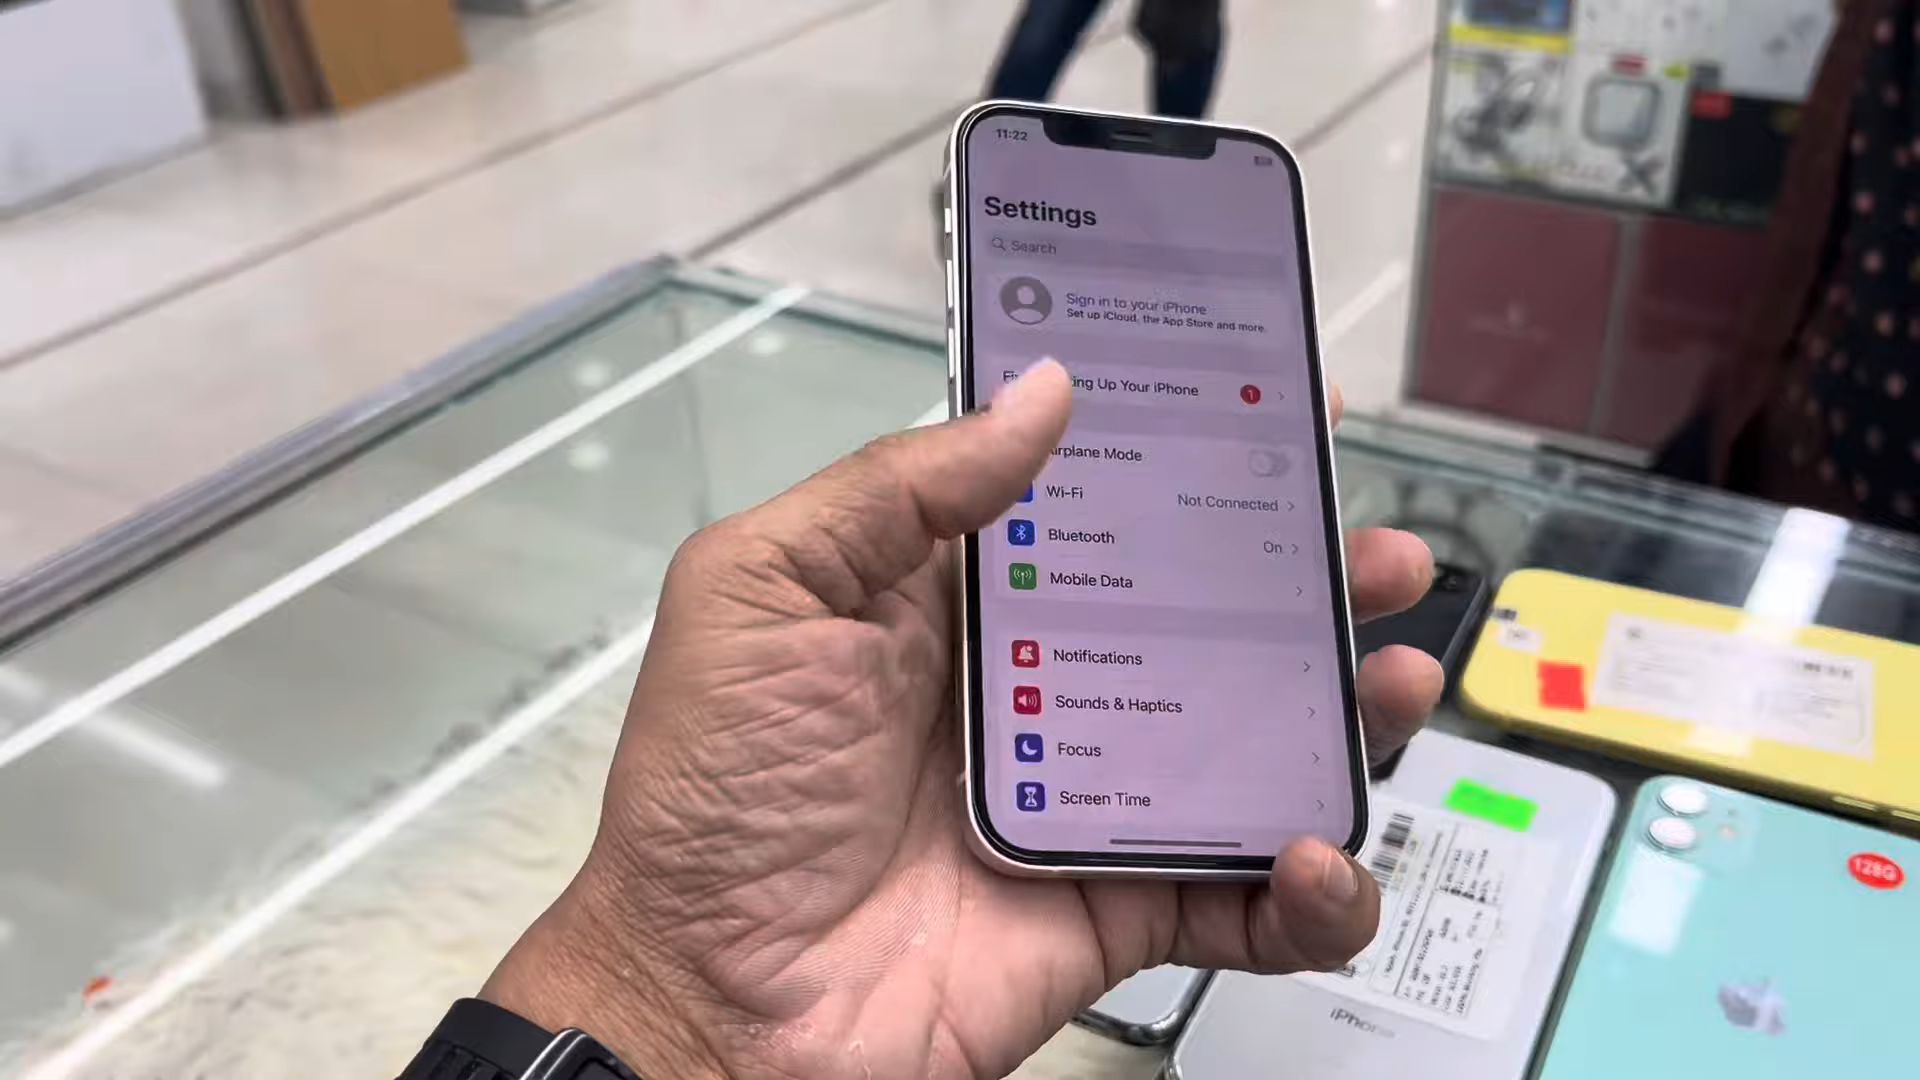 11:22
Settings
Search
Sign in to your iPhone
Set up iCloud, the App Store and more.
ing Up Your iPhone
1
irplane Mode
Wi-Fi
Not Connected
Bluetooth
On
Mobile Data
Notifications
Sounds & Haptics
Focus
Screen Time
128G
iPhone